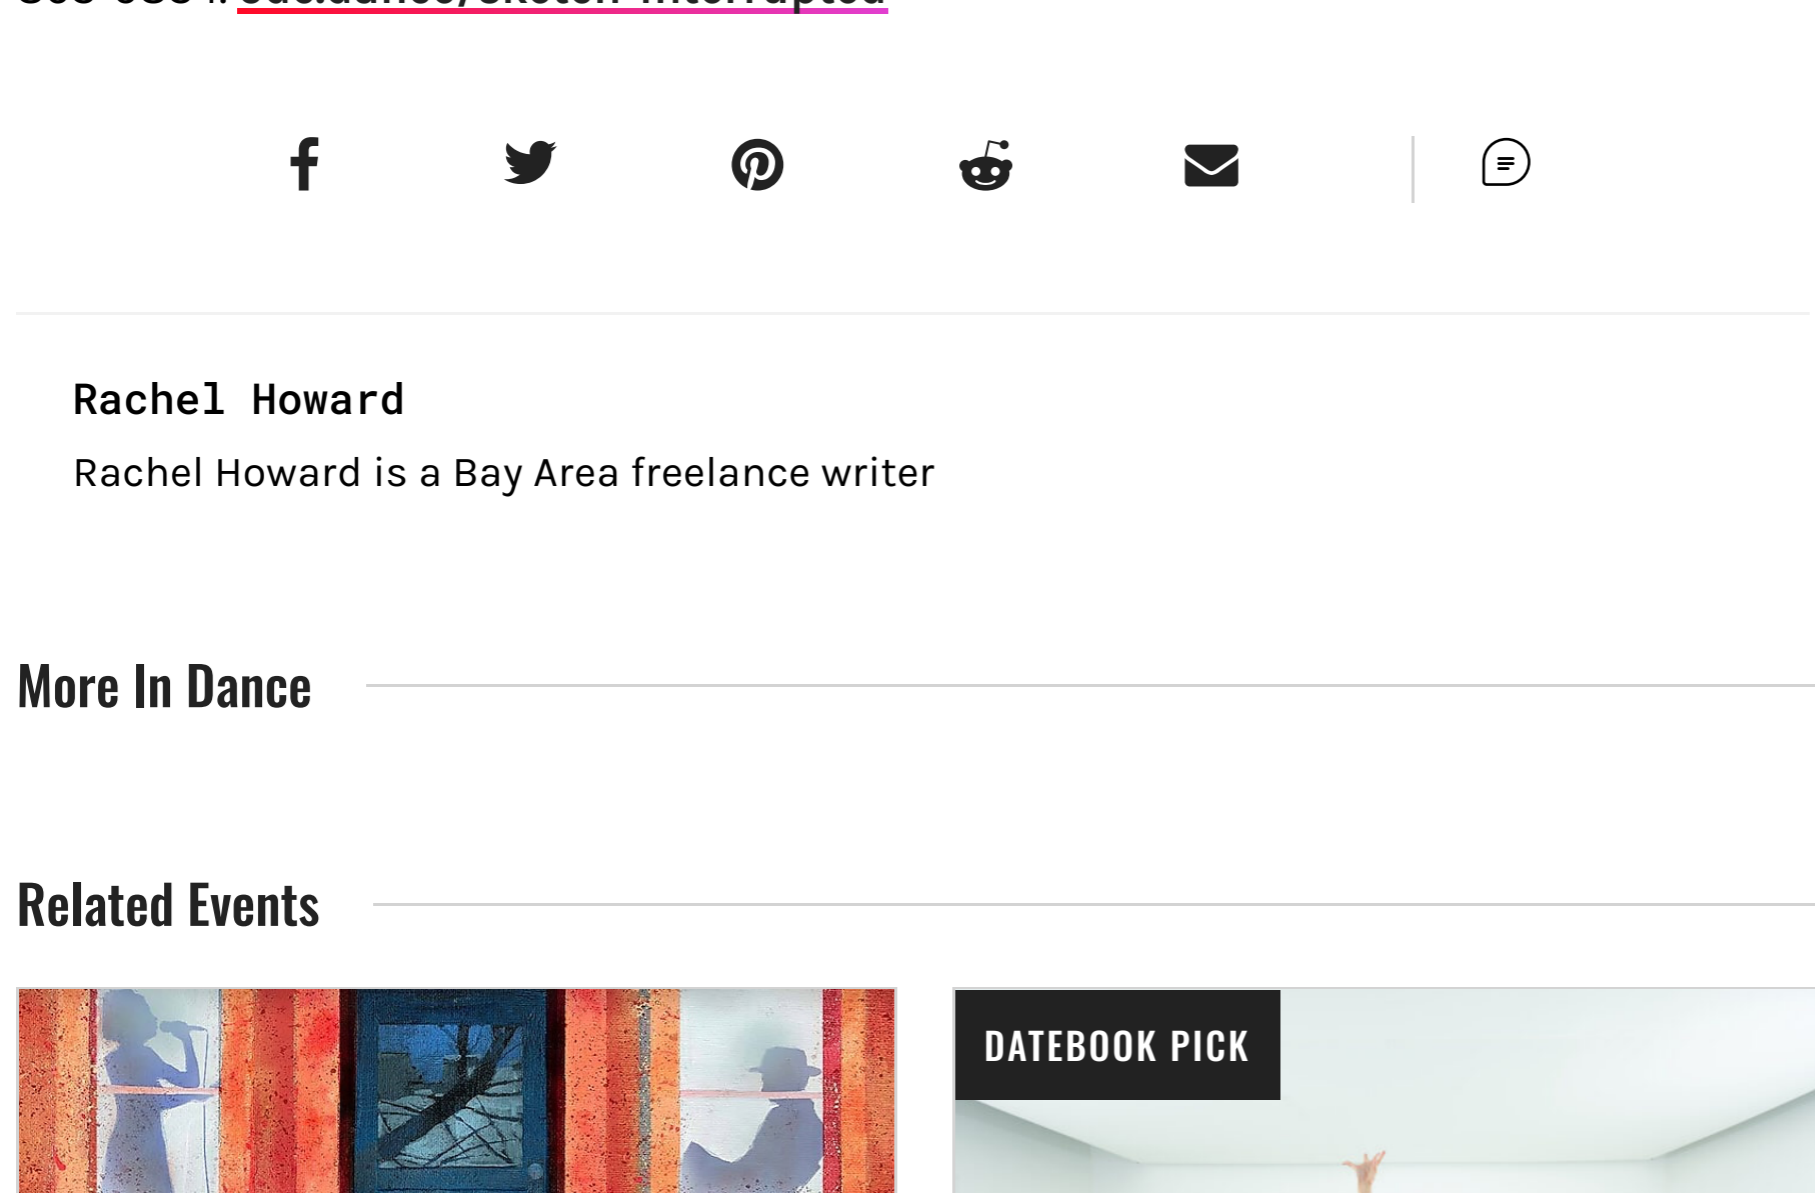 Rachel Howard
Rachel Howard is a Bay Area freelance writer
More In Dance
Related Events
DATEBOOK PICK